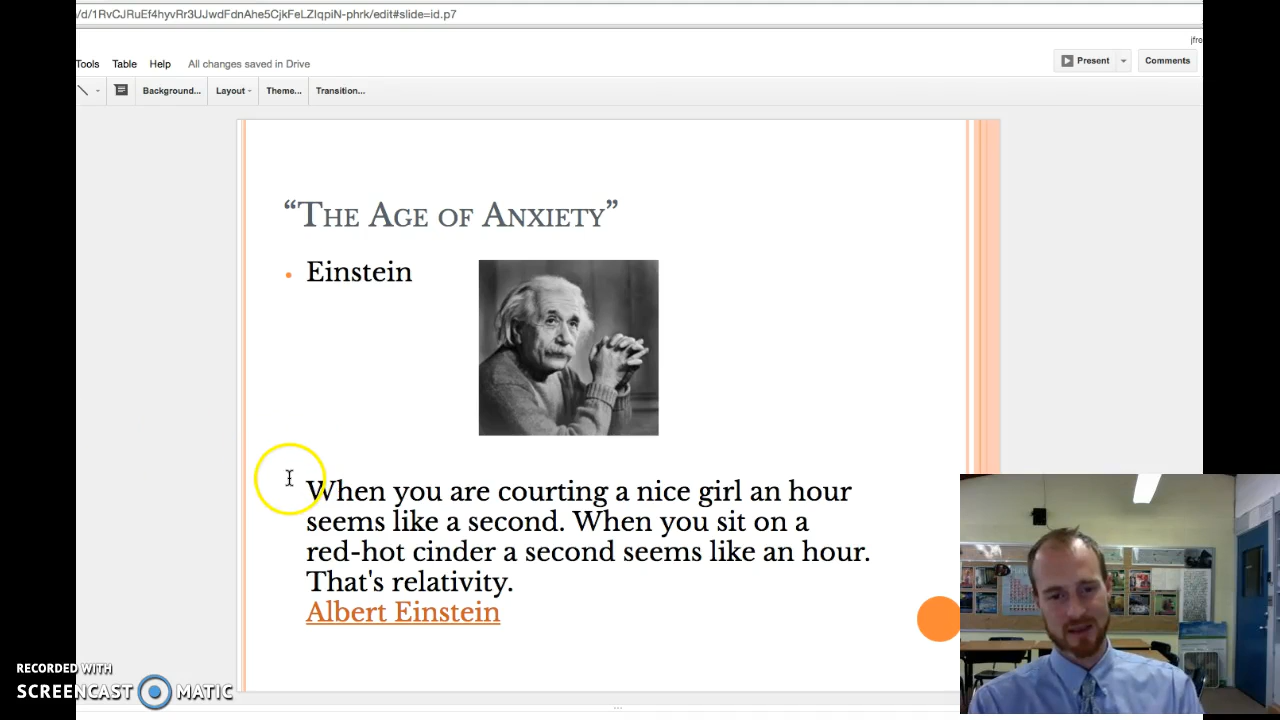 /d/1RvCJRuEf4hyvRr3UJwdFdnAhe5CjkFeLZIqpiN-phrk/edit#slide=id.p7
jfre
Tools Table Help All changes saved in Drive
Present Comments
Background... Layout Theme... Transition...
“The Age of Anxiety”
Einstein
When you are courting a nice girl an hour
seems like a second. When you sit on a
red-hot cinder a second seems like an hour.
That's relativity.
Albert Einstein
RECORDED WITH
SCREENCAST MATIC